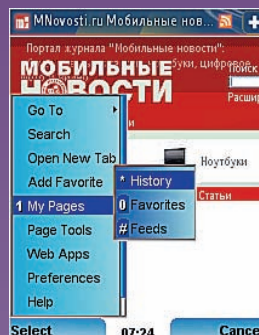 MNovosti.ru Мобильные нов...
Портал журнала "Мобильные новости":
буки, цифровое
МОБИЛЬНЫЕ
НОВОСТИ
Поиск
Расшир
и
Go To
Search
Open New Tab
Add Favorite
1 My Pages
Page Tools
Web Apps
Preferences
Help
* History
0 Favorites
# Feeds
Ноутбуки
Статьи
Select
07:24
Cance